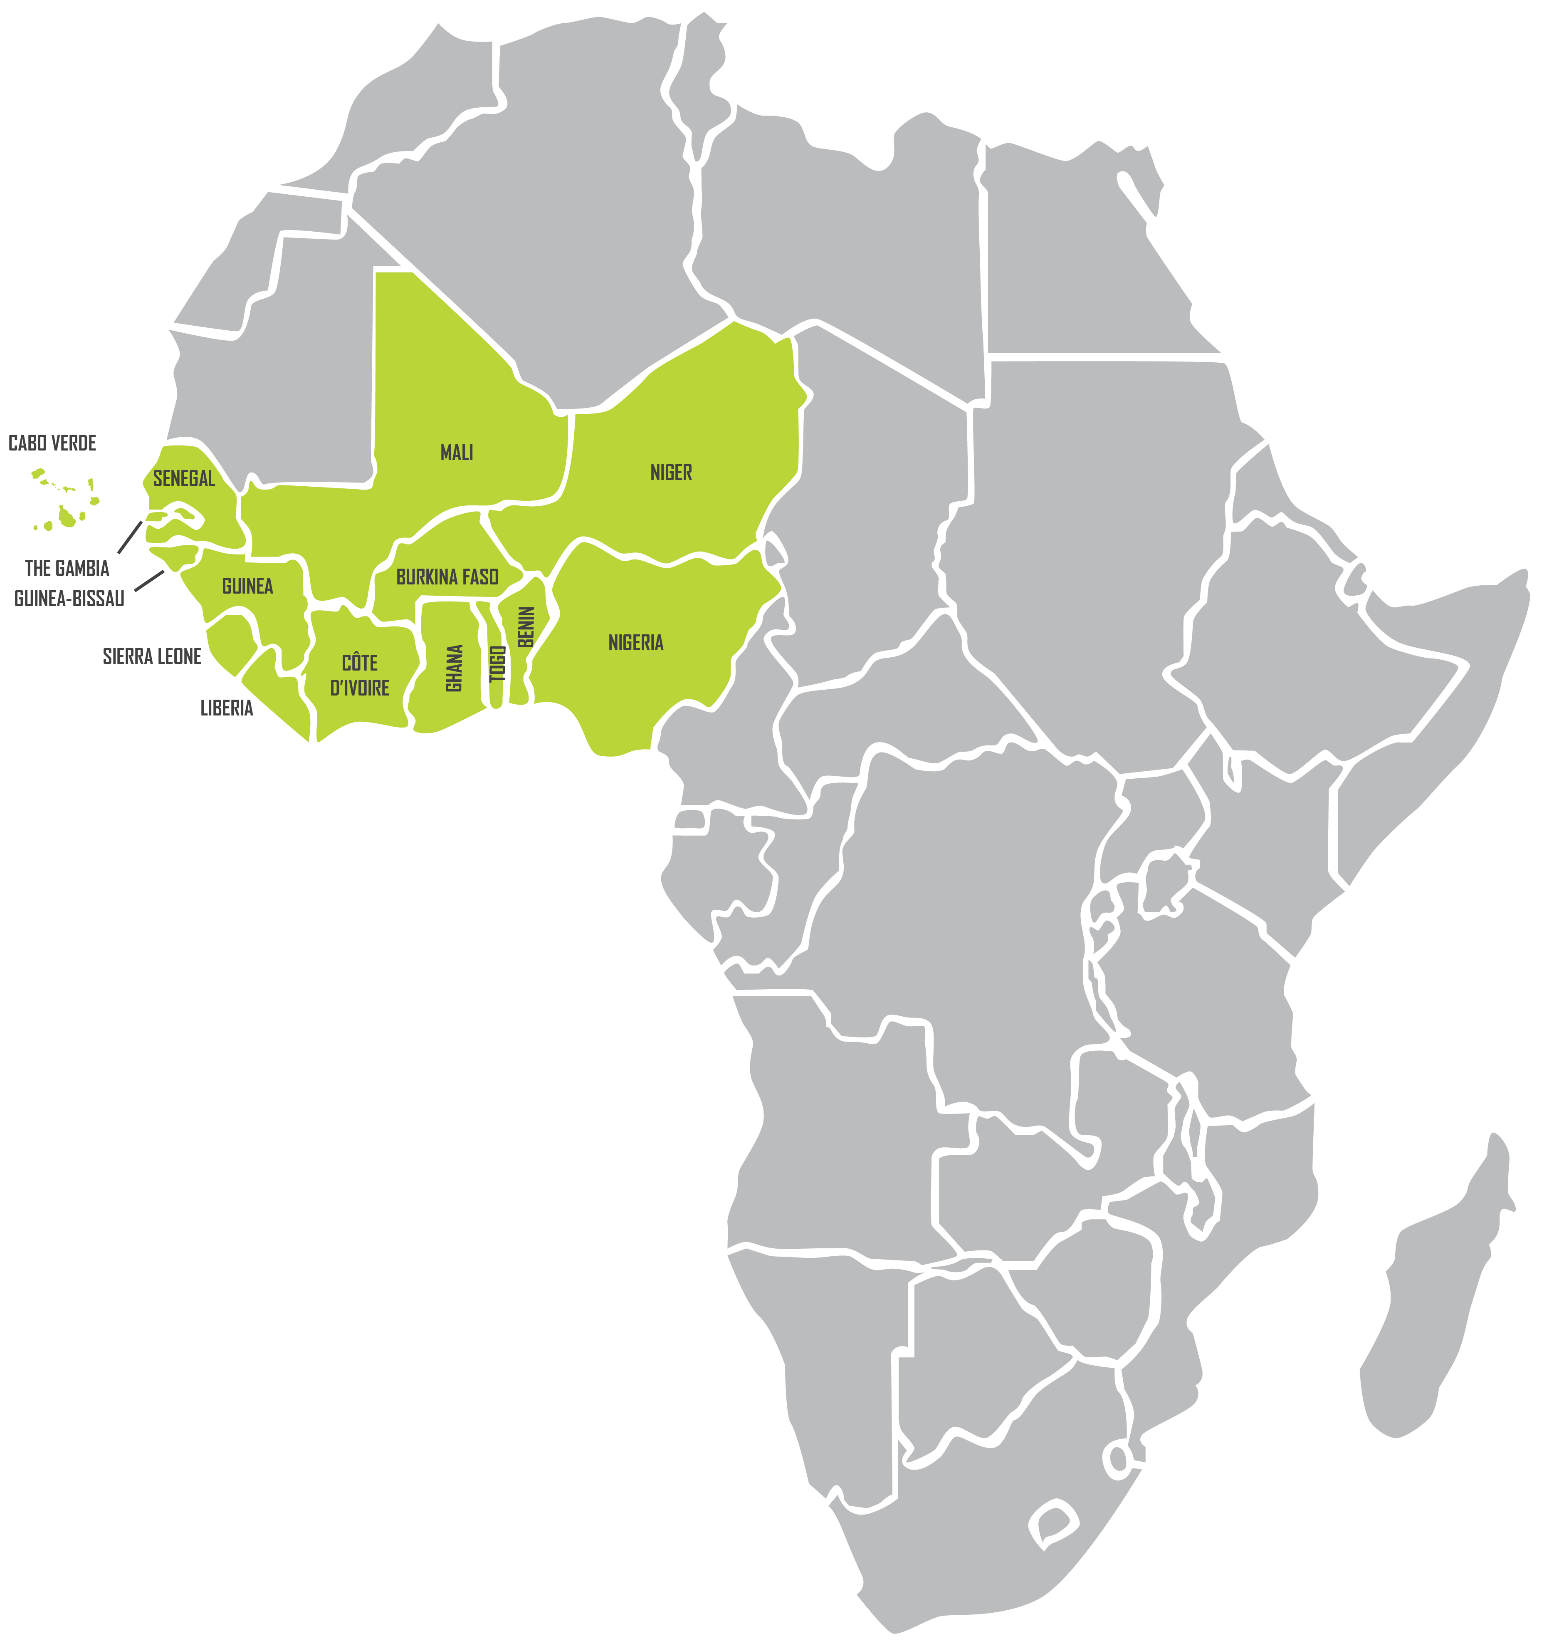 CABO VERDE
SENEGAL
MALI
NIGER
THE GAMBIA
GUINEA-BISSAU
GUINEA
BURKINA FASO
SIERRA LEONE
LIBERIA
CÔTE
D'IVOIRE
GHANA
TOGO
BENIN
NIGERIA